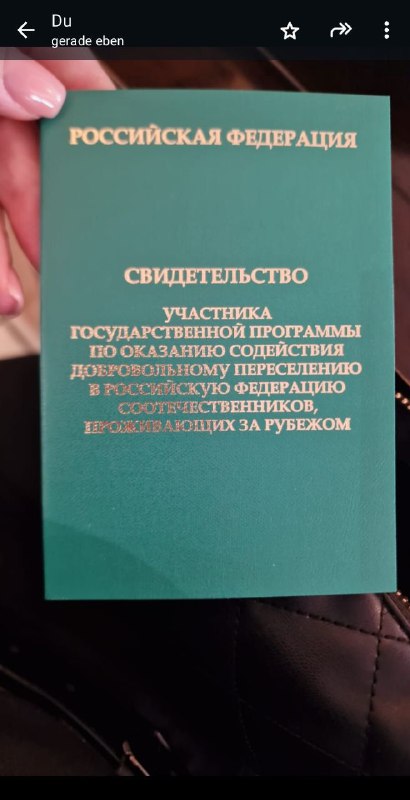 Du
gerade eben
РОССИЙСКАЯ ФЕДЕРАЦИЯ
СВИДЕТЕЛЬСТВО
УЧАСТНИКА
ГОСУДАРСТВЕННОЙ ПРОГРАММЫ
ПО ОКАЗАНИЮ СОДЕЙСТВИЯ
ДОБРОВОЛЬНОМУ ПЕРЕСЕЛЕНИЮ
В РОССИЙСКУЮ ФЕДЕРАЦИЮ
СООТЕЧЕСТВЕННИКОВ,
ПРОЖИВАЮЩИХ ЗА РУБЕЖОМ